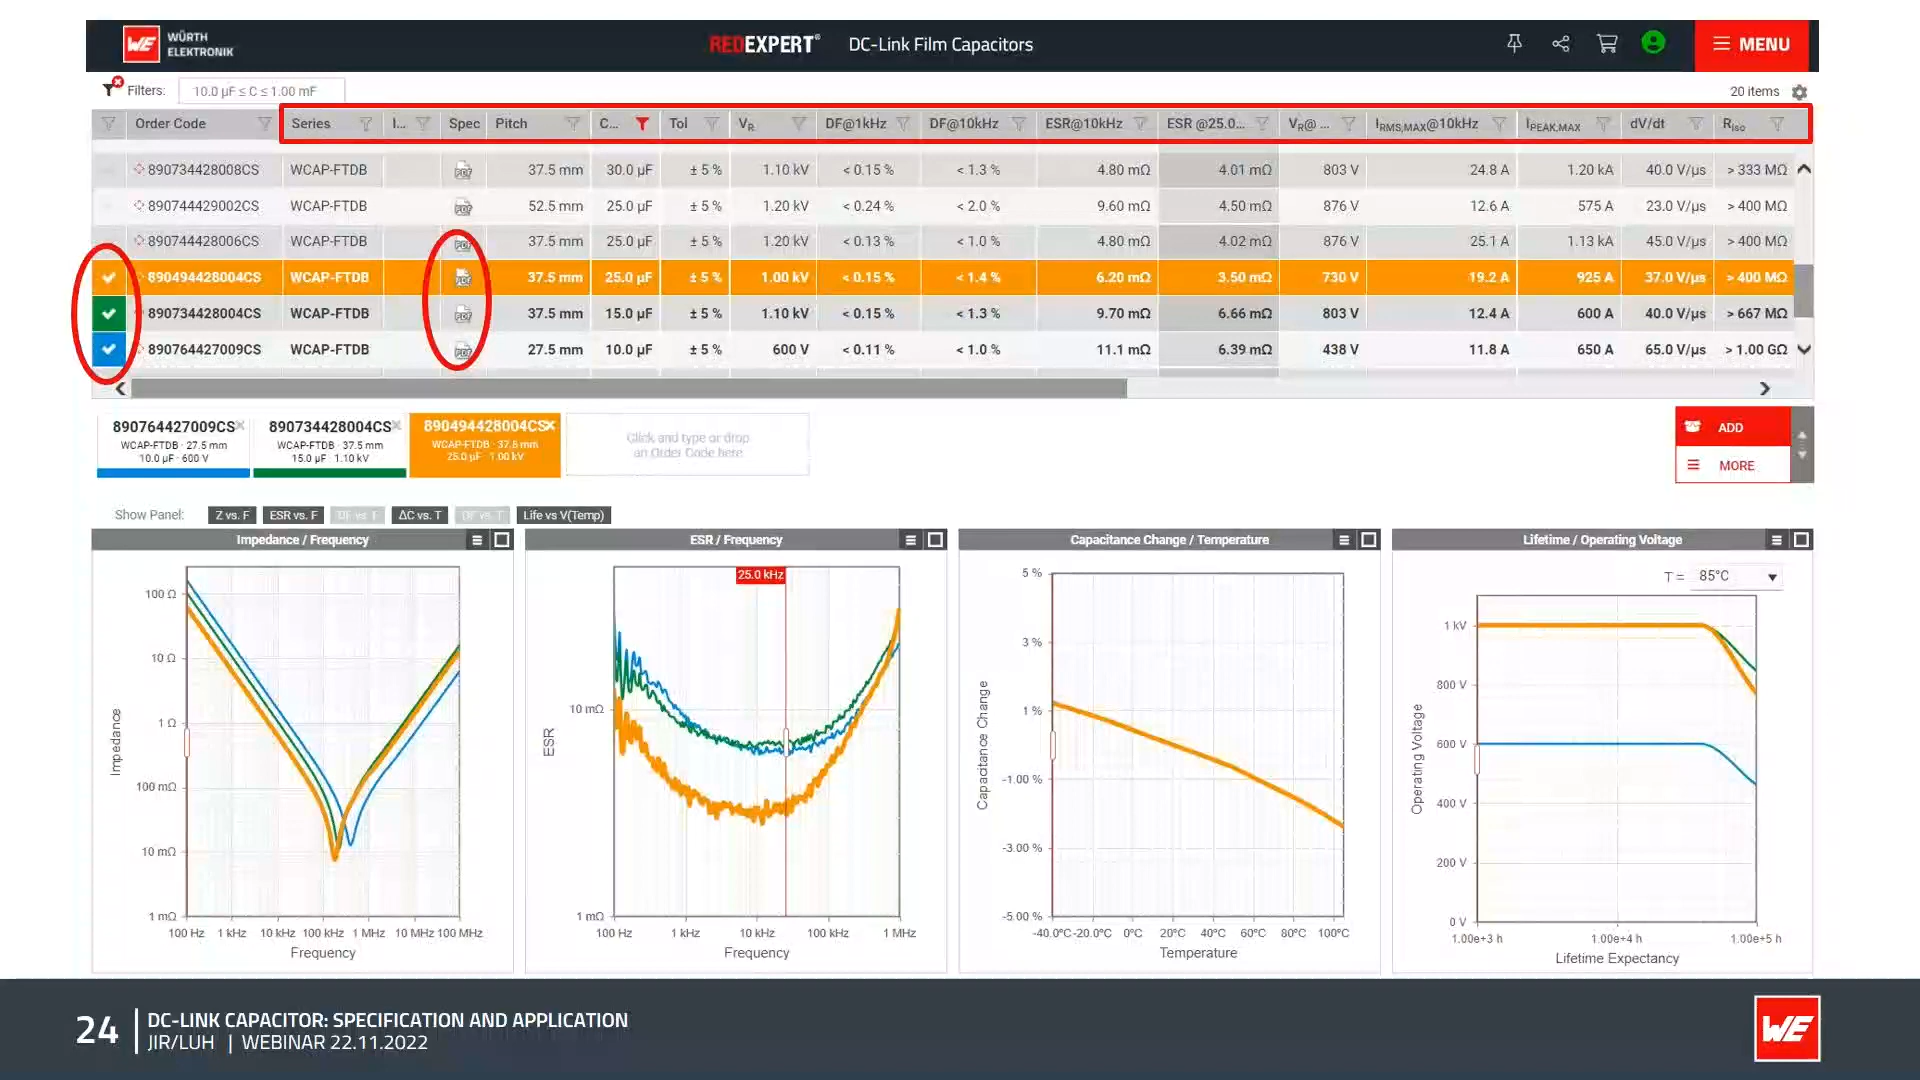 WÜRTH
ELEKTRONIK
REDEXPERT® DC-Link Film Capacitors
MENU
Filters: 10.0 µF ≤ C ≤ 1.00 mF
20 items
Order Code Series I... Spec Pitch C... Tol VR DF@1kHz DF@10kHz ESR@10kHz ESR @25.0... VR@ ... IRMS,MAX@10kHz IPEAK,MAX dV/dt Riso
890734428008CS WCAP-FTDB PDF 37.5 mm 30.0 µF ± 5 % 1.10 kV < 0.15 % < 1.3 % 4.80 mΩ 4.01 mΩ 803 V 24.8 A 1.20 kA 40.0 V/µs > 333 MΩ
890744429002CS WCAP-FTDB PDF 52.5 mm 25.0 µF ± 5 % 1.20 kV < 0.24 % < 2.0 % 9.60 mΩ 4.50 mΩ 876 V 12.6 A 575 A 23.0 V/µs > 400 MΩ
890744428006CS WCAP-FTDB PDF 37.5 mm 25.0 µF ± 5 % 1.20 kV < 0.13 % < 1.0 % 4.80 mΩ 4.02 mΩ 876 V 25.1 A 1.13 kA 45.0 V/µs > 400 MΩ
890494428004CS WCAP-FTDB PDF 37.5 mm 25.0 µF ± 5 % 1.00 kV < 0.15 % < 1.4 % 6.20 mΩ 3.50 mΩ 730 V 19.2 A 925 A 37.0 V/µs > 400 MΩ
890734428004CS WCAP-FTDB PDF 37.5 mm 15.0 µF ± 5 % 1.10 kV < 0.15 % < 1.3 % 9.70 mΩ 6.66 mΩ 803 V 12.4 A 600 A 40.0 V/µs > 667 MΩ
890764427009CS WCAP-FTDB PDF 27.5 mm 10.0 µF ± 5 % 600 V < 0.11 % < 1.0 % 11.1 mΩ 6.39 mΩ 438 V 11.8 A 650 A 65.0 V/µs > 1.00 GΩ
890764427009CS
WCAP-FTDB · 27.5 mm
10.0 µF · 600 V
890734428004CS
WCAP-FTDB · 37.5 mm
15.0 µF · 1.10 kV
890494428004CS
WCAP-FTDB · 37.5 mm
25.0 µF · 1.00 kV
Click and type or drop
an Order Code here
ADD
MORE
Show Panel: Z vs. F ESR vs. F DF vs. F ΔC vs. T DF vs. T Life vs V(Temp)
Impedance / Frequency
100 Ω
10 Ω
1 Ω
100 mΩ
10 mΩ
1 mΩ
Impedance
100 Hz 1 kHz 10 kHz 100 kHz 1 MHz 10 MHz 100 MHz
Frequency
ESR / Frequency
25.0 kHz
10 mΩ
1 mΩ
ESR
100 Hz 1 kHz 10 kHz 100 kHz 1 MHz
Frequency
Capacitance Change / Temperature
5 %
3 %
1 %
-1.00 %
-3.00 %
-5.00 %
Capacitance Change
-40.0°C -20.0°C 0°C 20°C 40°C 60°C 80°C 100°C
Temperature
Lifetime / Operating Voltage
T = 85°C
1 kV
800 V
600 V
400 V
200 V
0 V
Operating Voltage
1.00e+3 h 1.00e+4 h 1.00e+5 h
Lifetime Expectancy
24 DC-LINK CAPACITOR: SPECIFICATION AND APPLICATION
JIR/LUH | WEBINAR 22.11.2022
WE